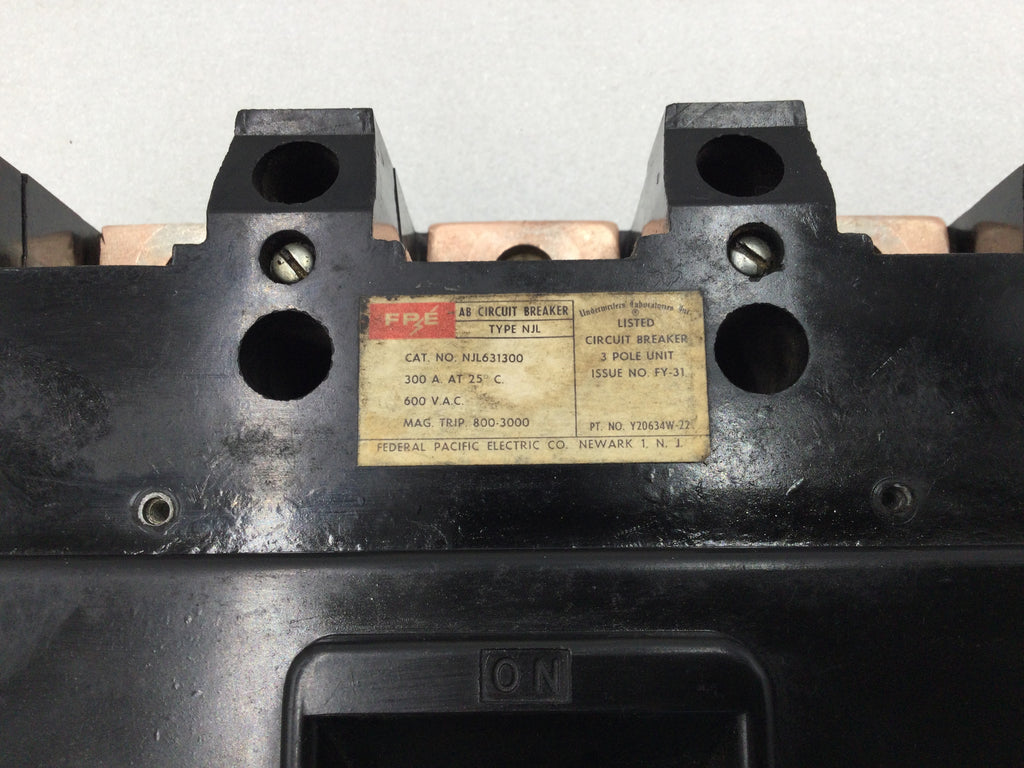 FPE
AB CIRCUIT BREAKER
TYPE NJL
CAT. NO. NJL631300
300 A. AT 25° C.
600 V.A.C.
MAG. TRIP. 800-3000
Underwriters' Laboratories, Inc.
®
LISTED
CIRCUIT BREAKER
3 POLE UNIT
ISSUE NO. FY-31
PT. NO. Y20634W-22
FEDERAL PACIFIC ELECTRIC CO. NEWARK 1, N. J.
ON